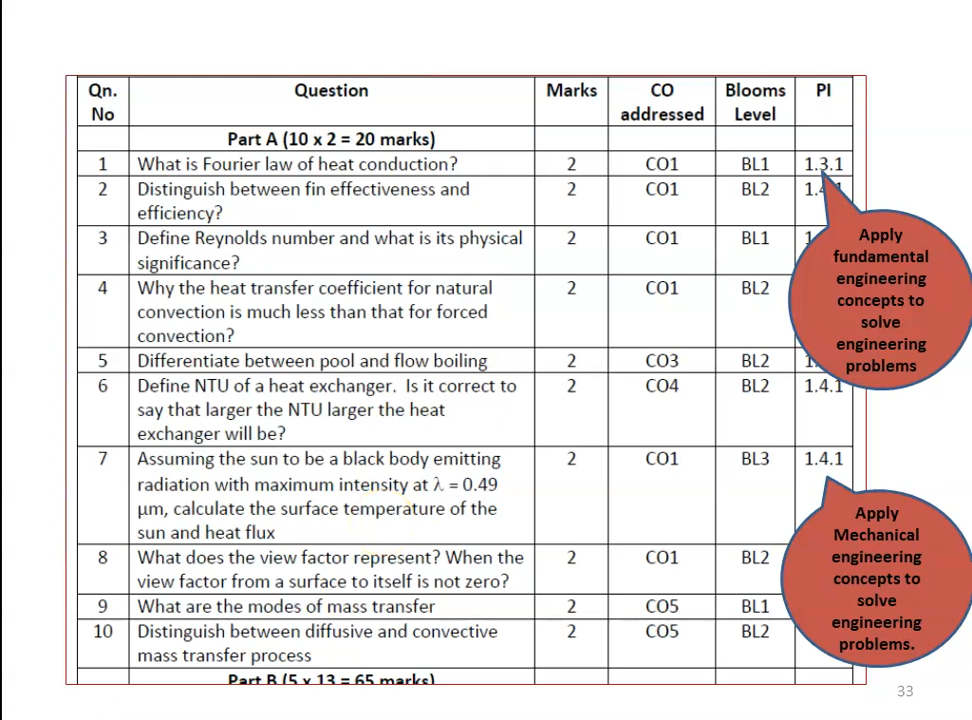 Qn. No Question Marks CO addressed Blooms Level PI
Part A (10 x 2 = 20 marks)
1 What is Fourier law of heat conduction? 2 CO1 BL1 1.3.1
2 Distinguish between fin effectiveness and 2 CO1 BL2
efficiency?
3 Define Reynolds number and what is its physical 2 CO1 BL1
significance?
4 Why the heat transfer coefficient for natural 2 CO1 BL2
convection is much less than that for forced
convection?
5 Differentiate between pool and flow boiling 2 CO3 BL2
6 Define NTU of a heat exchanger. Is it correct to 2 CO4 BL2 1.4.1
say that larger the NTU larger the heat
exchanger will be?
7 Assuming the sun to be a black body emitting 2 CO1 BL3 1.4.1
radiation with maximum intensity at λ = 0.49
μm, calculate the surface temperature of the
sun and heat flux
8 What does the view factor represent? When the 2 CO1 BL2
view factor from a surface to itself is not zero?
9 What are the modes of mass transfer 2 CO5 BL1
10 Distinguish between diffusive and convective 2 CO5 BL2
mass transfer process
Part B (5 x 13 = 65 marks)
Apply
fundamental
engineering
concepts to
solve
engineering
problems
Apply
Mechanical
engineering
concepts to
solve
engineering
problems.
33